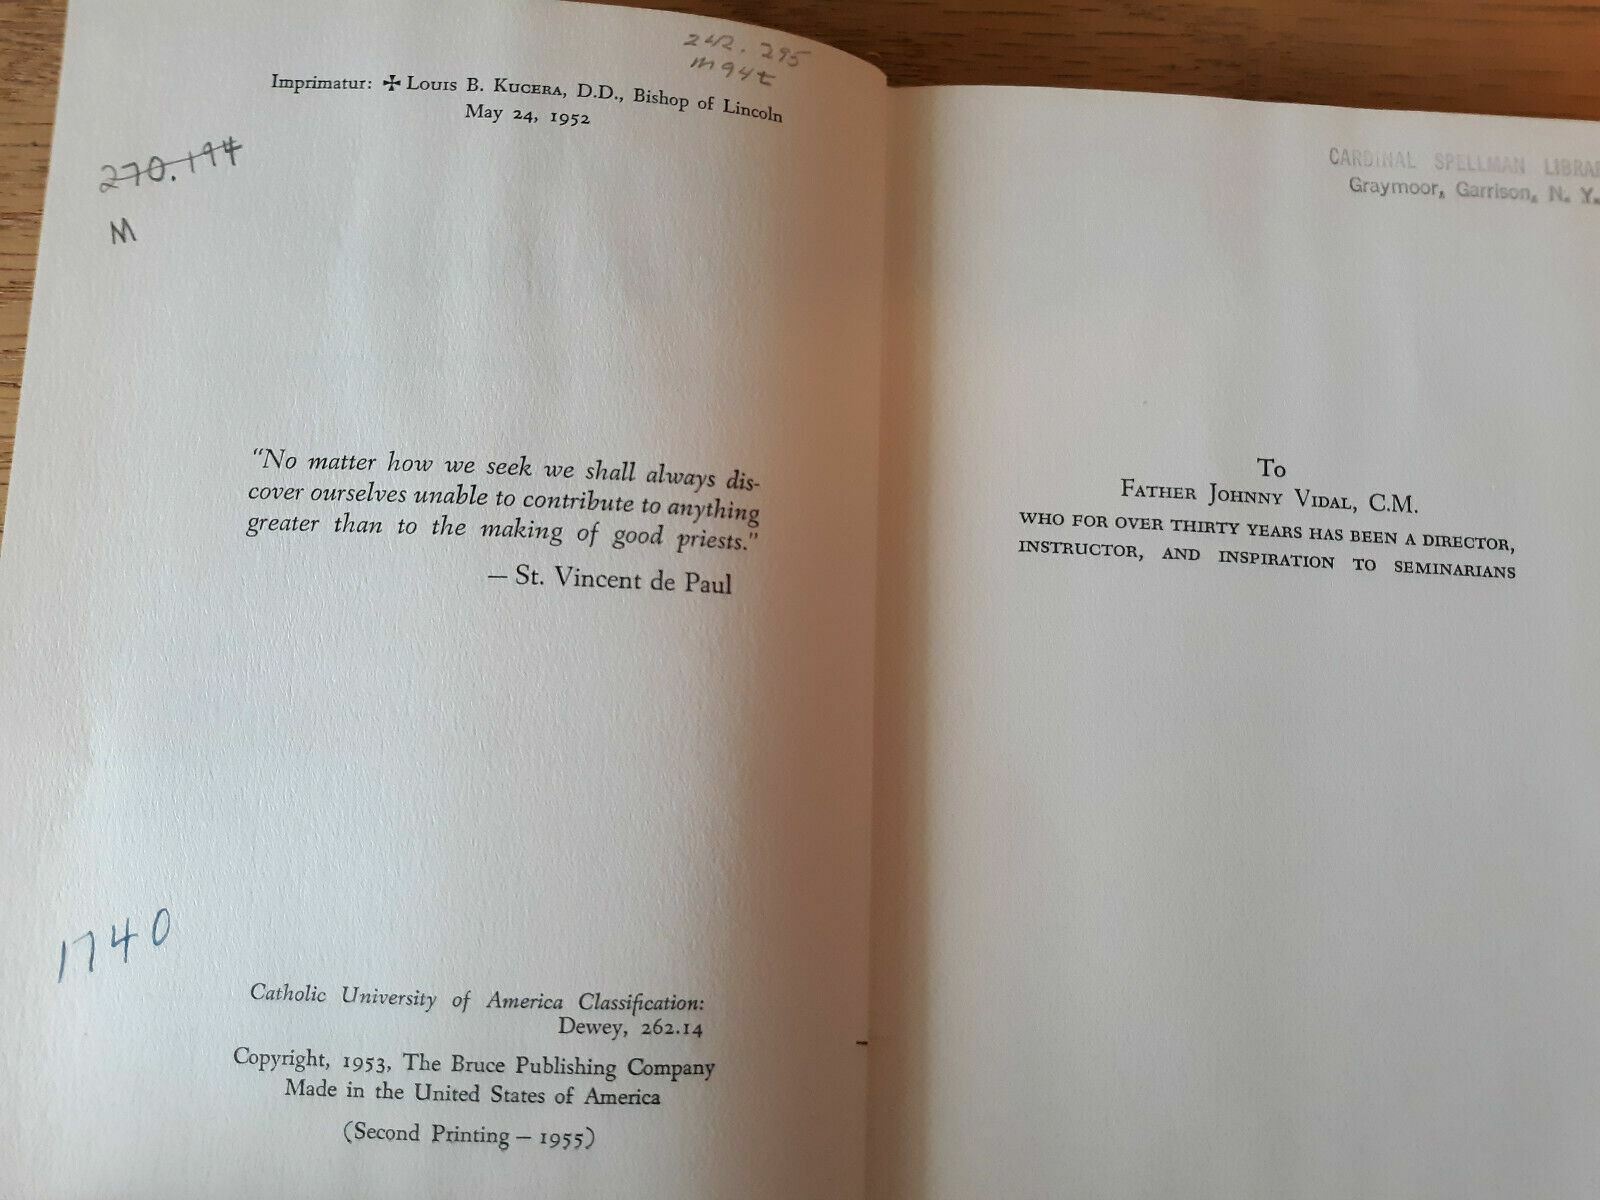 242.295
m94t
Imprimatur: ✠ Louis B. Kucera, D.D., Bishop of Lincoln
May 24, 1952
270.194
M
"No matter how we seek we shall always dis-
cover ourselves unable to contribute to anything
greater than to the making of good priests."
— St. Vincent de Paul
1740
Catholic University of America Classification:
Dewey, 262.14
Copyright, 1953, The Bruce Publishing Company
Made in the United States of America
(Second Printing — 1955)
CARDINAL SPELLMAN LIBRAR
Graymoor, Garrison, N. Y.
To
Father Johnny Vidal, C.M.
WHO FOR OVER THIRTY YEARS HAS BEEN A DIRECTOR,
INSTRUCTOR, AND INSPIRATION TO SEMINARIANS